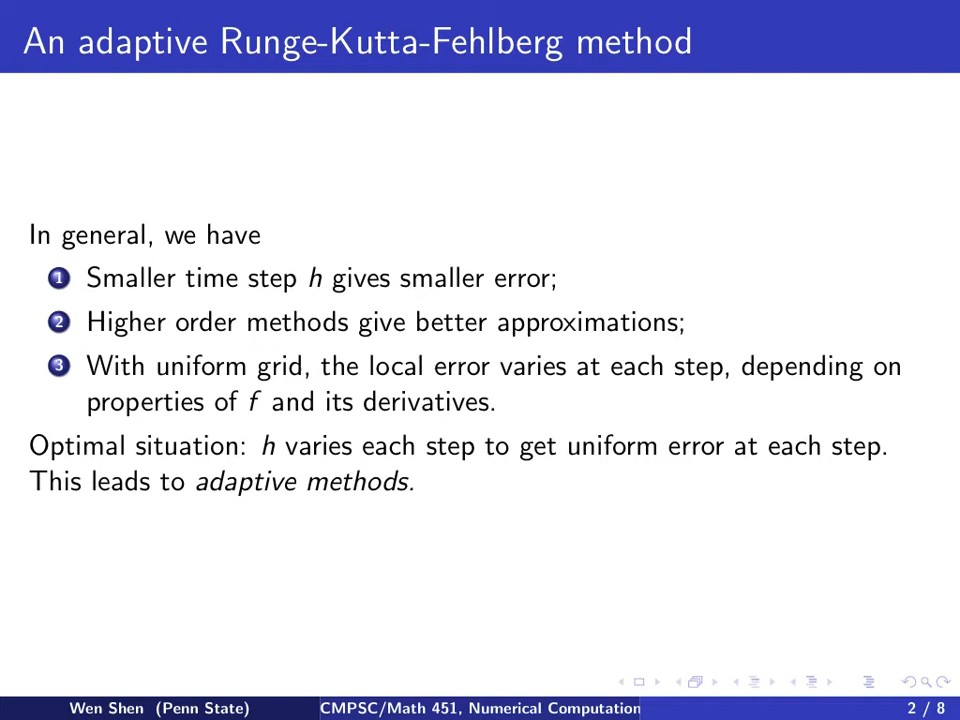 An adaptive Runge-Kutta-Fehlberg method
In general, we have
1 Smaller time step h gives smaller error;
2 Higher order methods give better approximations;
3 With uniform grid, the local error varies at each step, depending on
properties of f and its derivatives.
Optimal situation: h varies each step to get uniform error at each step.
This leads to adaptive methods.
Wen Shen (Penn State) CMPSC/Math 451, Numerical Computation 2 / 8